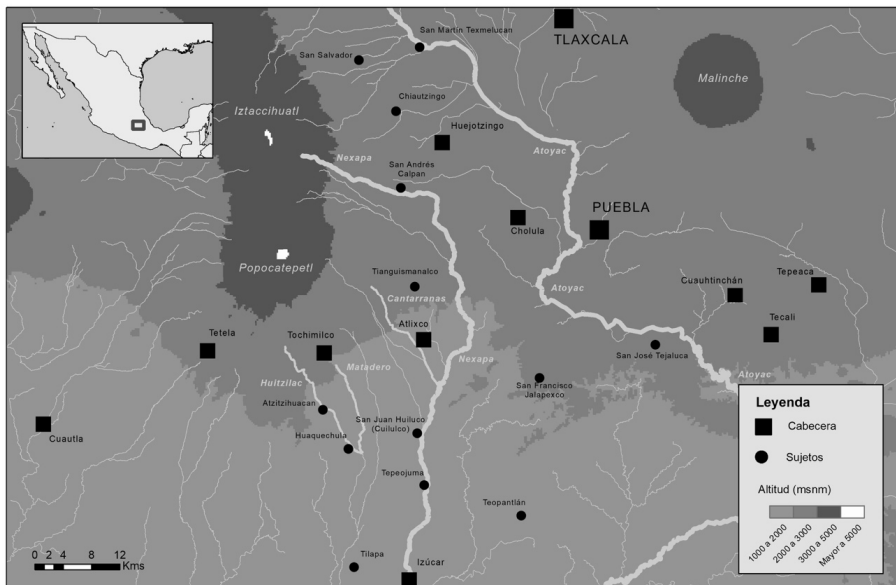 San Martín Texmelucan
TLAXCALA
San Salvador
Malinche
Chiautzingo
Iztaccihuatl
Huejotzingo
Nexapa
Atoyac
San Andrés
Calpan
Cholula
PUEBLA
Popocatepetl
Tianguismanalco
Cuauhtinchán
Tepeaca
Cantarranas
Atoyac
Tetela
Tochimilco
Atlixco
Tecali
Matadero
Nexapa
San José Tejaluca
Atoyac
Huitzilac
San Francisco
Jalapexco
Atzitzihuacan
San Juan Huiluco
(Cuilulco)
Cuautla
Huaquechula
Tepeojuma
Teopantlán
Tilapa
Izúcar
0 2 4 8 12
Kms
Leyenda
Cabecera
Sujetos
Altitud (msnm)
1000 a 2000
2000 a 3000
3000 a 5000
Mayor a 5000